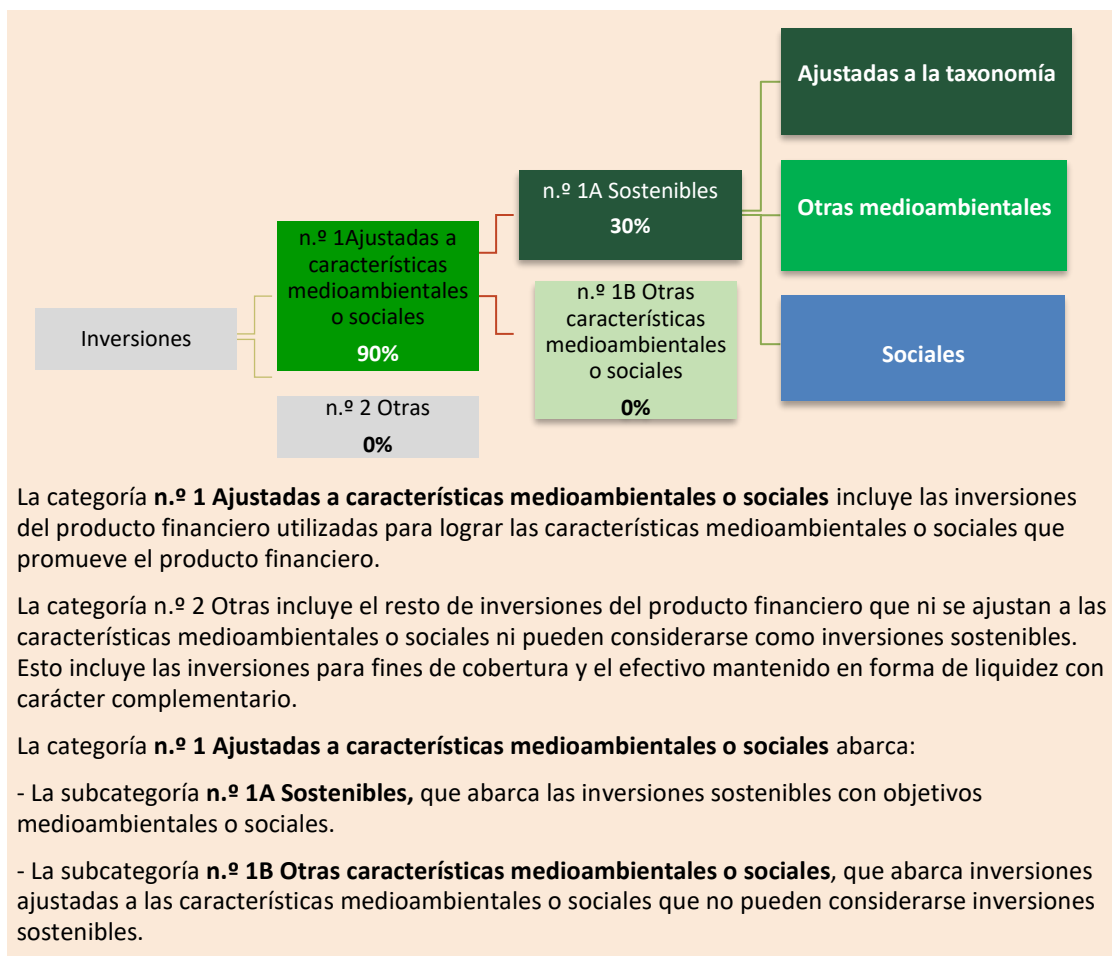 Ajustadas a la taxonomía
n.º 1A Sostenibles
30%
Otras medioambientales
n.º 1Ajustadas a
características
medioambientales
o sociales
90%
n.º 1B Otras
características
medioambientales
o sociales
0%
Inversiones
Sociales
n.º 2 Otras
0%
La categoría n.º 1 Ajustadas a características medioambientales o sociales incluye las inversiones
del producto financiero utilizadas para lograr las características medioambientales o sociales que
promueve el producto financiero.
La categoría n.º 2 Otras incluye el resto de inversiones del producto financiero que ni se ajustan a las
características medioambientales o sociales ni pueden considerarse como inversiones sostenibles.
Esto incluye las inversiones para fines de cobertura y el efectivo mantenido en forma de liquidez con
carácter complementario.
La categoría n.º 1 Ajustadas a características medioambientales o sociales abarca:
- La subcategoría n.º 1A Sostenibles, que abarca las inversiones sostenibles con objetivos
medioambientales o sociales.
- La subcategoría n.º 1B Otras características medioambientales o sociales, que abarca inversiones
ajustadas a las características medioambientales o sociales que no pueden considerarse inversiones
sostenibles.